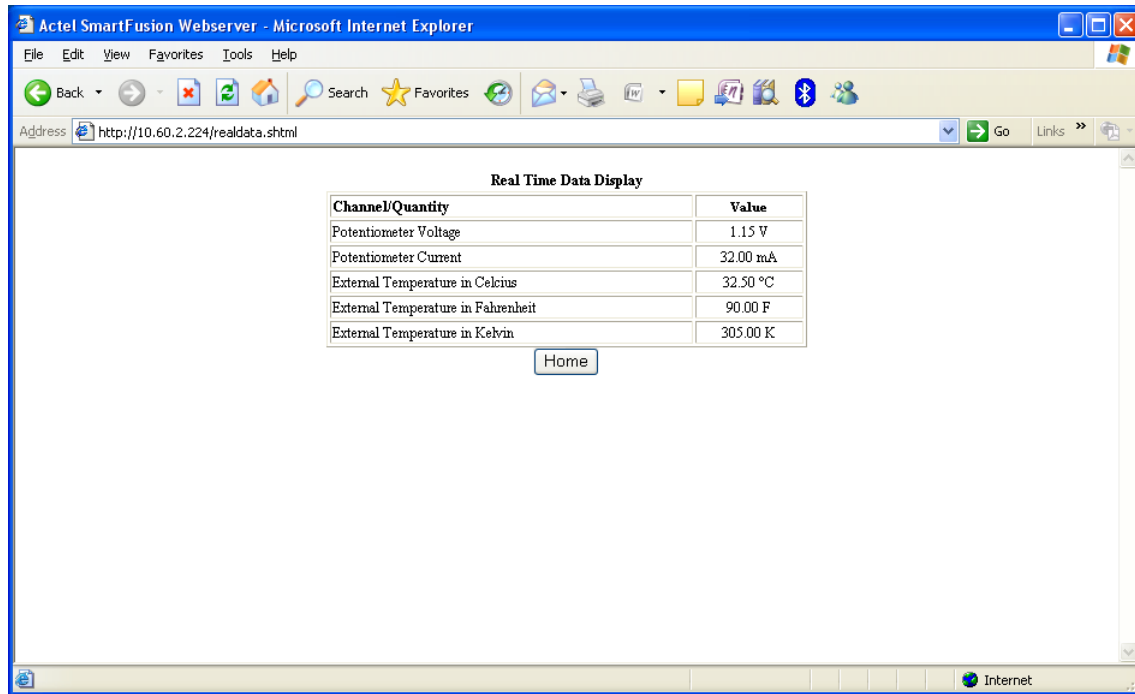 Actel SmartFusion Webserver - Microsoft Internet Explorer
File Edit View Favorites Tools Help
Back Search Favorites
Address http://10.60.2.224/realdata.shtml Go Links »
Real Time Data Display
Channel/Quantity Value
Potentiometer Voltage 1.15 V
Potentiometer Current 32.00 mA
External Temperature in Celcius 32.50 °C
External Temperature in Fahrenheit 90.00 F
External Temperature in Kelvin 305.00 K
Home
Internet